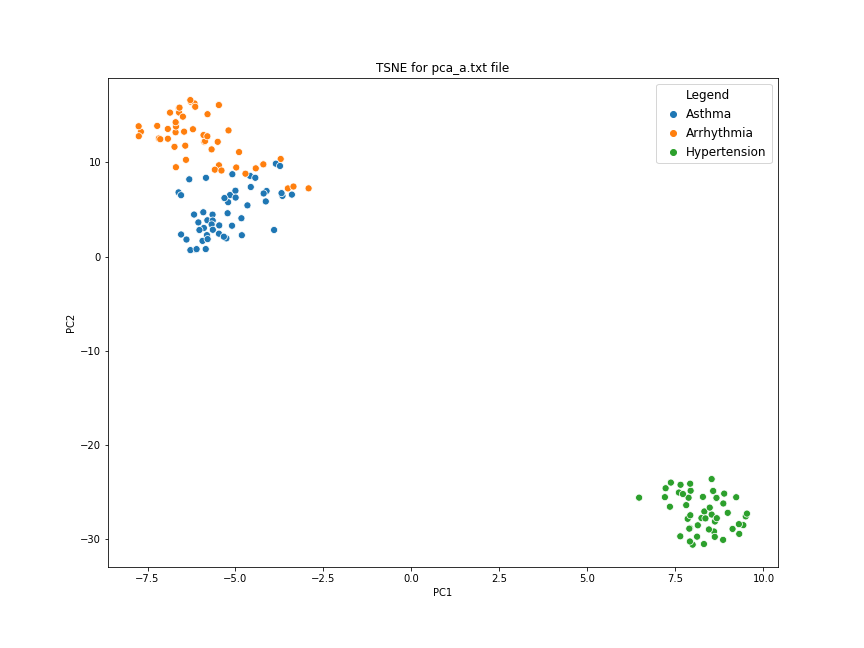 TSNE for pca_a.txt file
Legend
Asthma
Arrhythmia
Hypertension
10
0
−10
−20
−30
PC2
−7.5 −5.0 −2.5 0.0 2.5 5.0 7.5 10.0
PC1